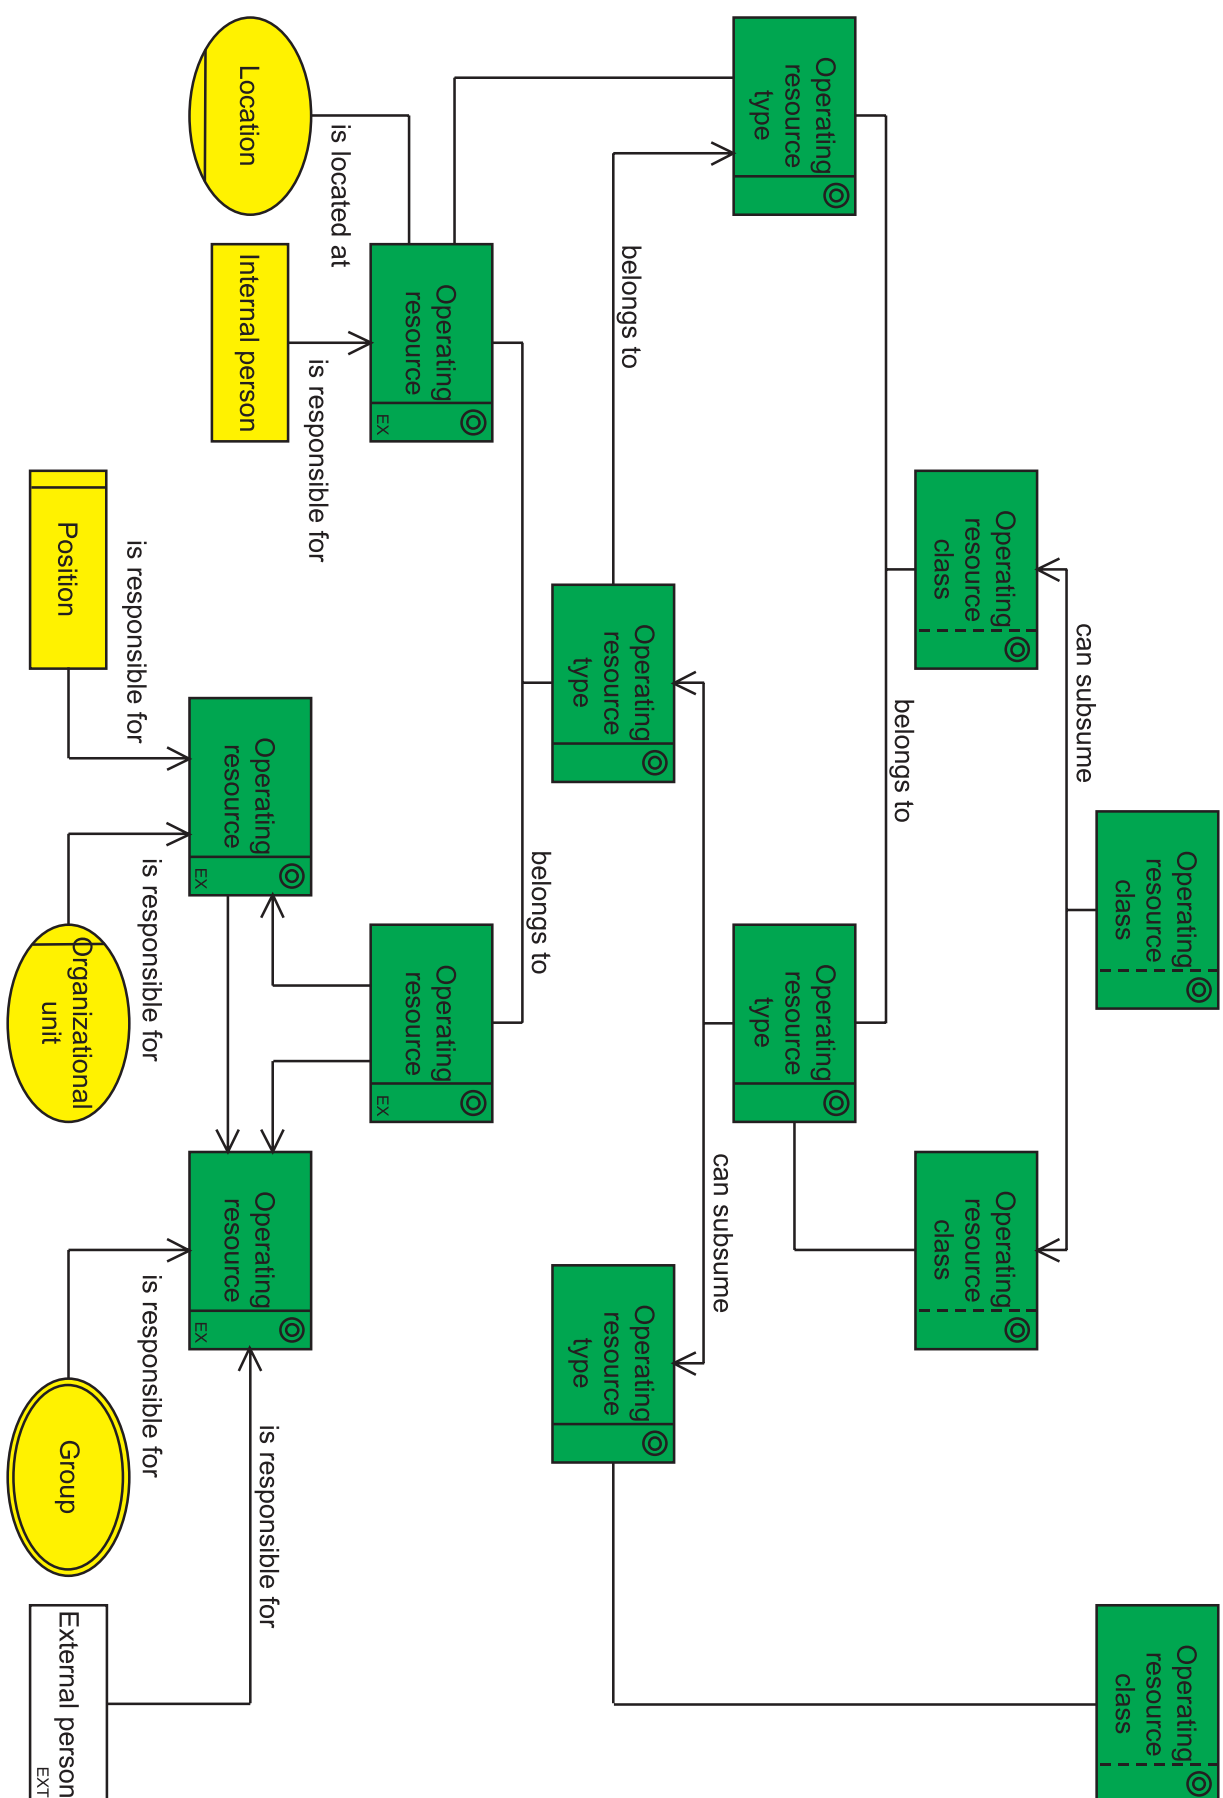 Operating
resource
class
Operating
resource
class
can subsume
Operating
resource
class
Operating
resource
class
belongs to
Operating
resource
type
Operating
resource
type
can subsume
belongs to
Operating
resource
type
Operating
resource
type
belongs to
Operating
resource
EX
Operating
resource
EX
is located at
is responsible for
Location
Internal person
Operating
resource
EX
Operating
resource
EX
is responsible for
is responsible for
is responsible for
is responsible for
Position
Organizational
unit
Group
External person
EXT